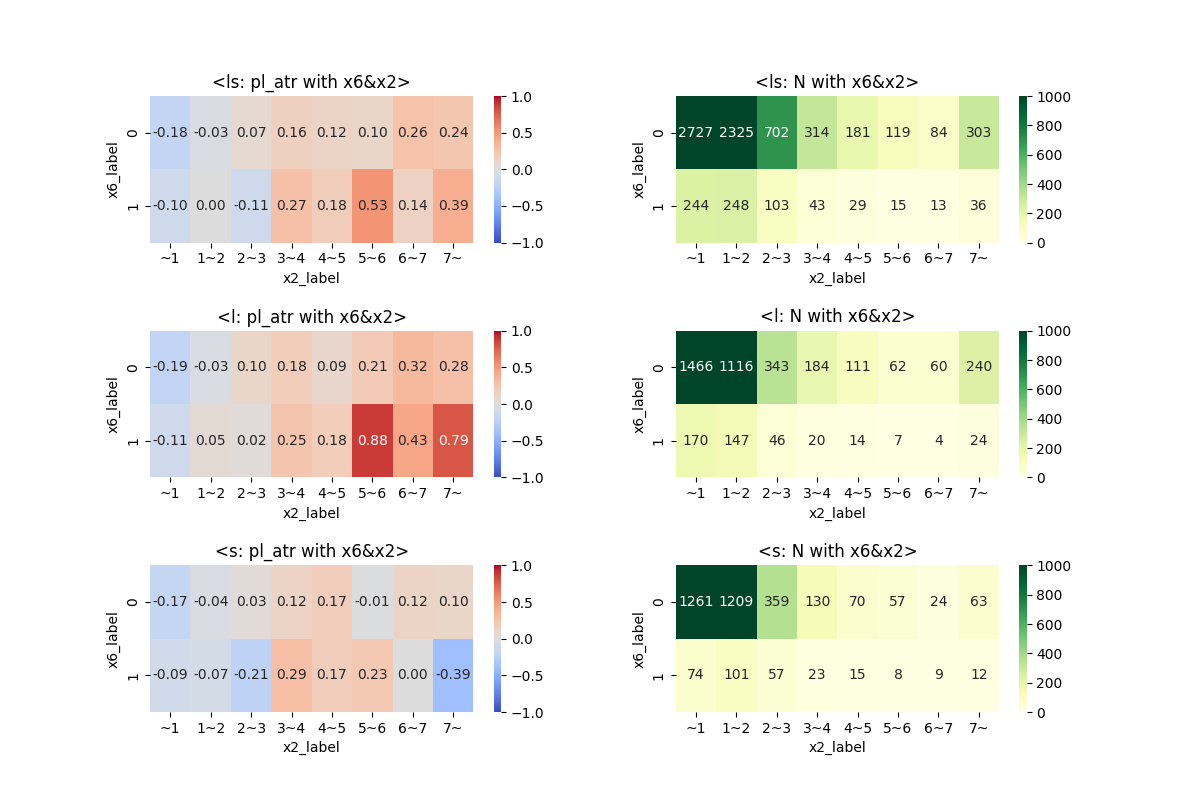 <ls: pl_atr with x6&x2>
x6_label
0 -0.18 -0.03 0.07 0.16 0.12 0.10 0.26 0.24
1 -0.10 0.00 -0.11 0.27 0.18 0.53 0.14 0.39
~1 1~2 2~3 3~4 4~5 5~6 6~7 7~
x2_label
1.0
0.5
0.0
−0.5
−1.0
<ls: N with x6&x2>
x6_label
0 2727 2325 702 314 181 119 84 303
1 244 248 103 43 29 15 13 36
~1 1~2 2~3 3~4 4~5 5~6 6~7 7~
x2_label
1000
800
600
400
200
0
<l: pl_atr with x6&x2>
x6_label
0 -0.19 -0.03 0.10 0.18 0.09 0.21 0.32 0.28
1 -0.11 0.05 0.02 0.25 0.18 0.88 0.43 0.79
~1 1~2 2~3 3~4 4~5 5~6 6~7 7~
x2_label
1.0
0.5
0.0
−0.5
−1.0
<l: N with x6&x2>
x6_label
0 1466 1116 343 184 111 62 60 240
1 170 147 46 20 14 7 4 24
~1 1~2 2~3 3~4 4~5 5~6 6~7 7~
x2_label
1000
800
600
400
200
0
<s: pl_atr with x6&x2>
x6_label
0 -0.17 -0.04 0.03 0.12 0.17 -0.01 0.12 0.10
1 -0.09 -0.07 -0.21 0.29 0.17 0.23 0.00 -0.39
~1 1~2 2~3 3~4 4~5 5~6 6~7 7~
x2_label
1.0
0.5
0.0
−0.5
−1.0
<s: N with x6&x2>
x6_label
0 1261 1209 359 130 70 57 24 63
1 74 101 57 23 15 8 9 12
~1 1~2 2~3 3~4 4~5 5~6 6~7 7~
x2_label
1000
800
600
400
200
0